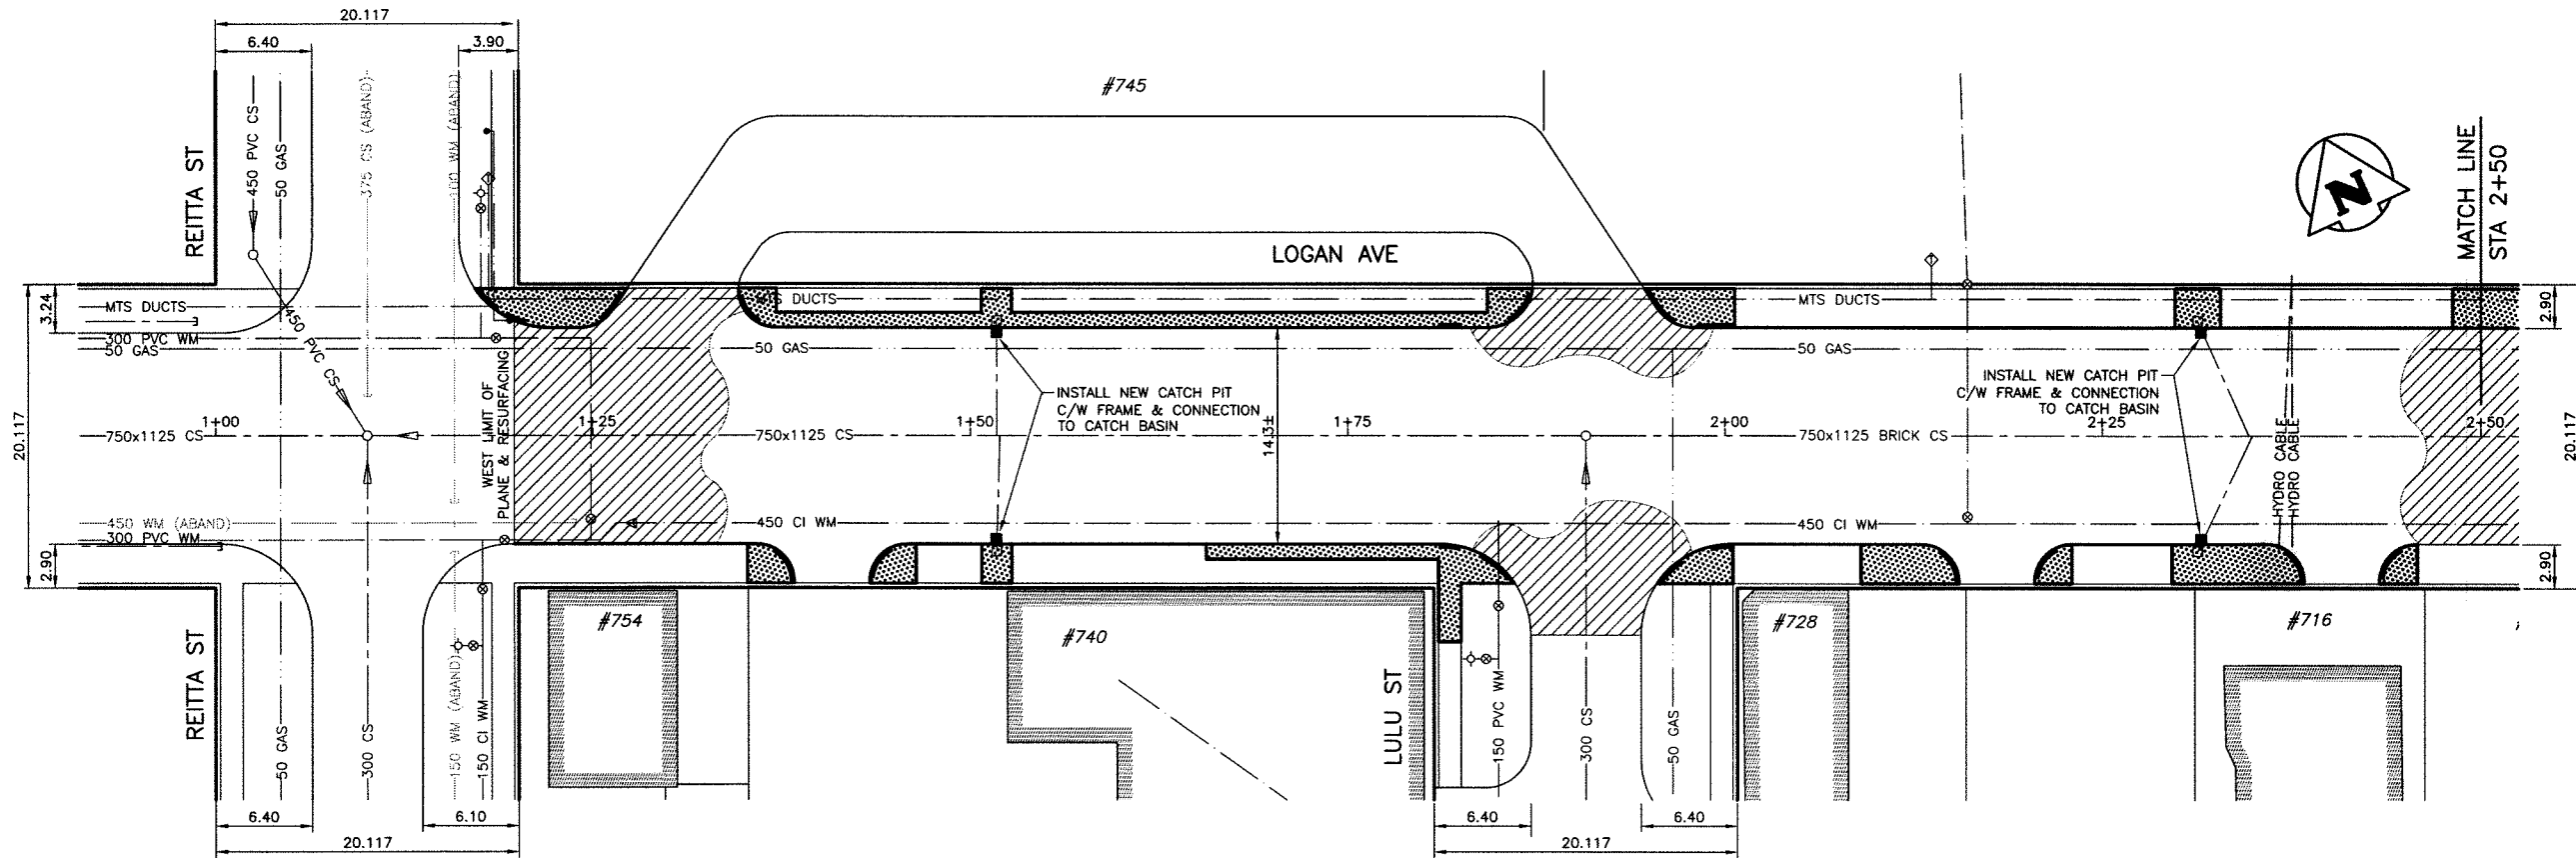 20.117
6.40
3.90
#745
REITTA ST
450 PVC CS
50 GAS
375 (ABAND)
CS
100 WM (ABAND)
N
MATCH LINE
STA 2+50
LOGAN AVE
3.24
MTS DUCTS
MTS DUCTS
MTS DUCTS
2.90
300 PVC WM
50 GAS
450 PVC CS
50 GAS
50 GAS
WEST LIMIT OF
PLANE & RESURFACING
INSTALL NEW CATCH PIT
C/W FRAME & CONNECTION
TO CATCH BASIN
INSTALL NEW CATCH PIT
C/W FRAME & CONNECTION
TO CATCH BASIN
20.117
1+00
1+25
1+50
1+75
2+00
2+25
2+50
750x1125 CS
750x1125 CS
14.3±
750x1125 BRICK CS
HYDRO CABLE
HYDRO CABLE
20.117
450 WM (ABAND)
300 PVC WM
450 CI WM
450 CI WM
2.90
2.90
REITTA ST
50 GAS
300 CS
150 WM (ABAND)
150 CI WM
#754
#740
LULU ST
150 PVC WM
300 CS
50 GAS
#728
#716
6.40
6.10
20.117
6.40
6.40
20.117